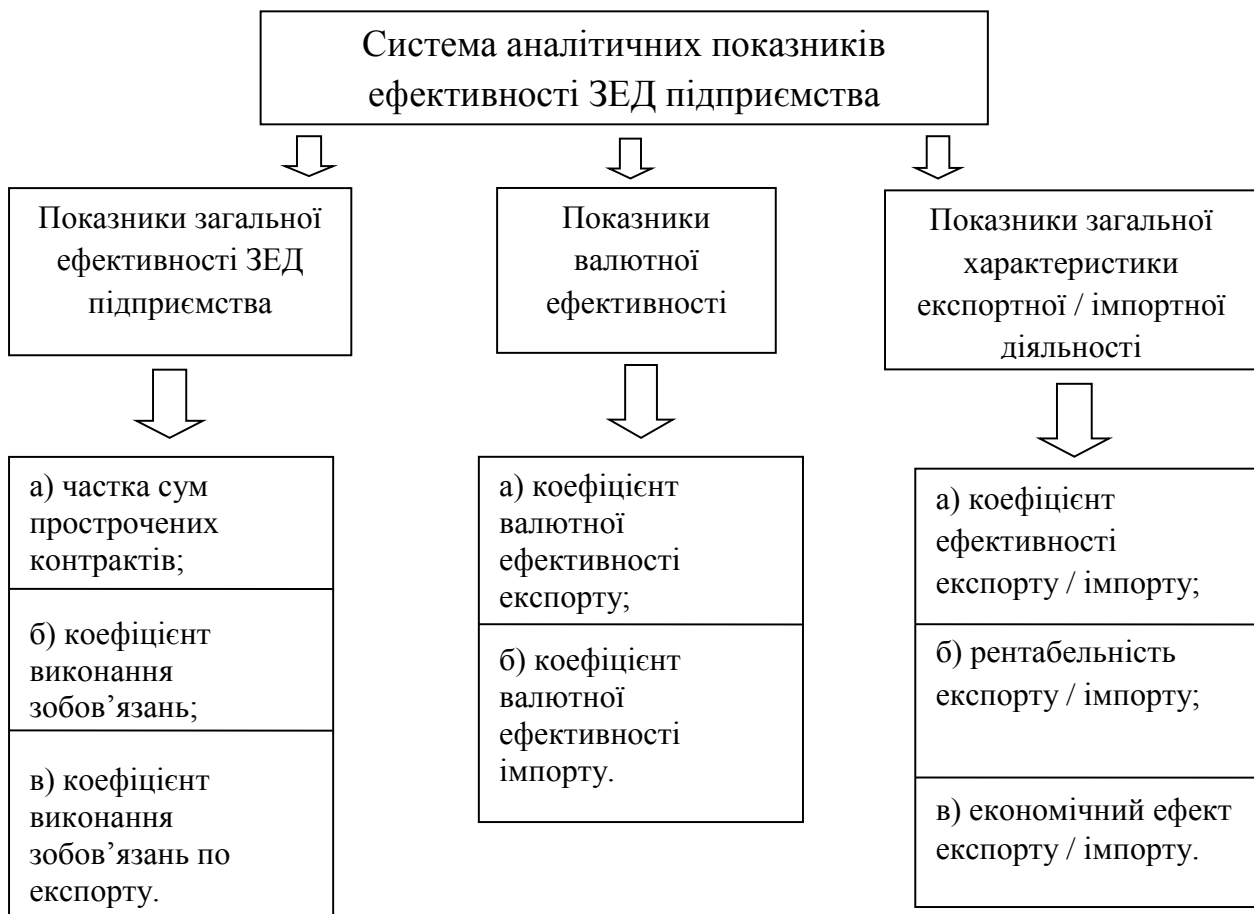 Система аналітичних показників
ефективності ЗЕД підприємства
Показники загальної
ефективності ЗЕД
підприємства
Показники
валютної
ефективності
Показники загальної
характеристики
експортної / імпортної
діяльності
а) частка сум
прострочених
контрактів;
б) коефіцієнт
виконання
зобов’язань;
в) коефіцієнт
виконання
зобов’язань по
експорту.
а) коефіцієнт
валютної
ефективності
експорту;
б) коефіцієнт
валютної
ефективності
імпорту.
а) коефіцієнт
ефективності
експорту / імпорту;
б) рентабельність
експорту / імпорту;
в) економічний ефект
експорту / імпорту.